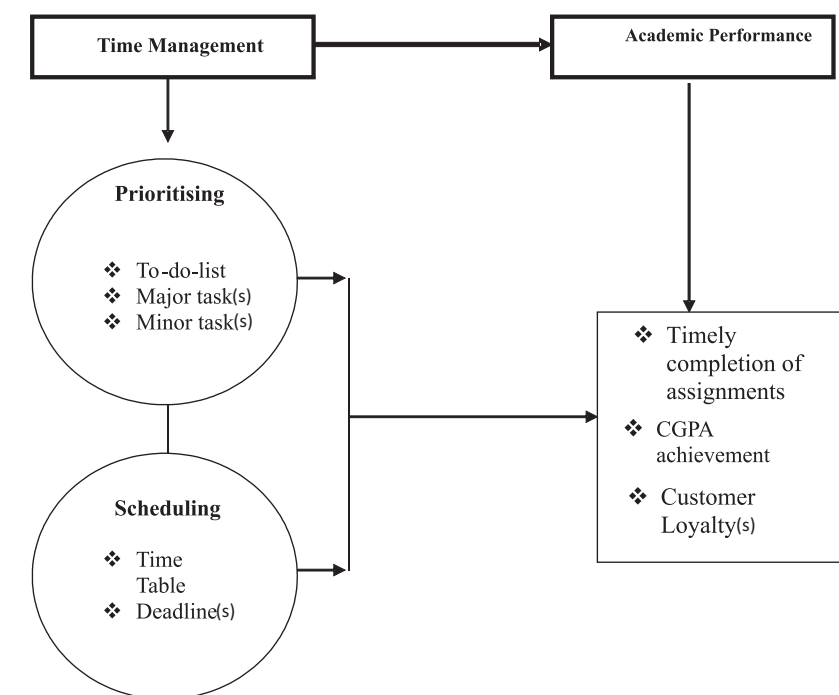 Time Management
Academic Performance
Prioritising
❖ To-do-list
❖ Major task(s)
❖ Minor task(s)
❖ Timely
completion of
assignments
❖ CGPA
achievement
❖ Customer
Loyalty(s)
Scheduling
❖ Time
Table
❖ Deadline(s)